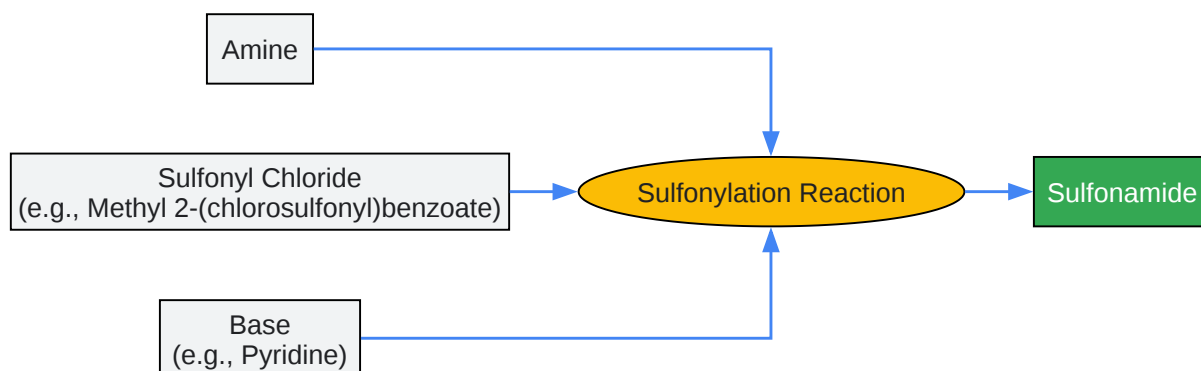 Amine
Sulfonyl Chloride
(e.g., Methyl 2-(chlorosulfonyl)benzoate)
Sulfonylation Reaction
Sulfonamide
Base
(e.g., Pyridine)